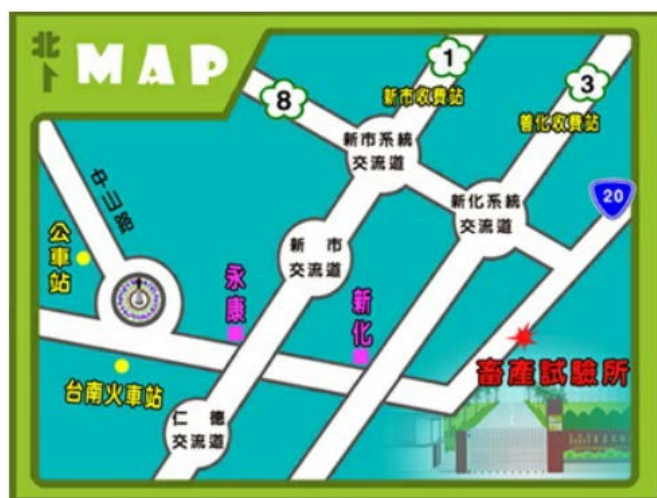 北
MAP
1
3
8
新市收費站
善化收費站
新市系統
交流道
新化系統
交流道
20
中山路
公車站
新市
交流道
永康
新化
台南火車站
畜產試驗所
仁德
交流道